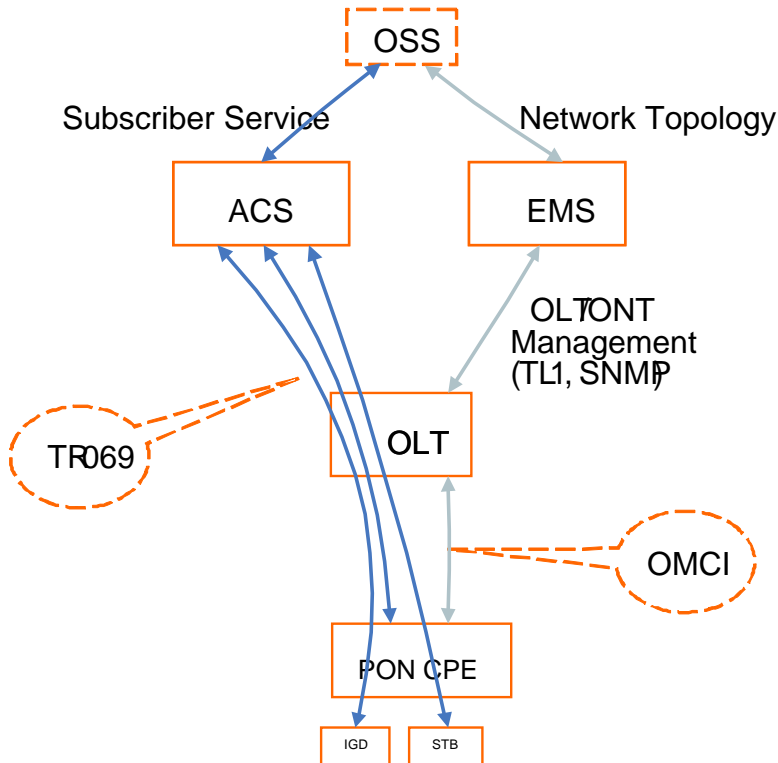 OSS
Subscriber Service
Network Topology
ACS
EMS
OLT/ONT
Management
(TL1, SNMP)
OLT
TR069
OMCI
PON CPE
IGD
STB